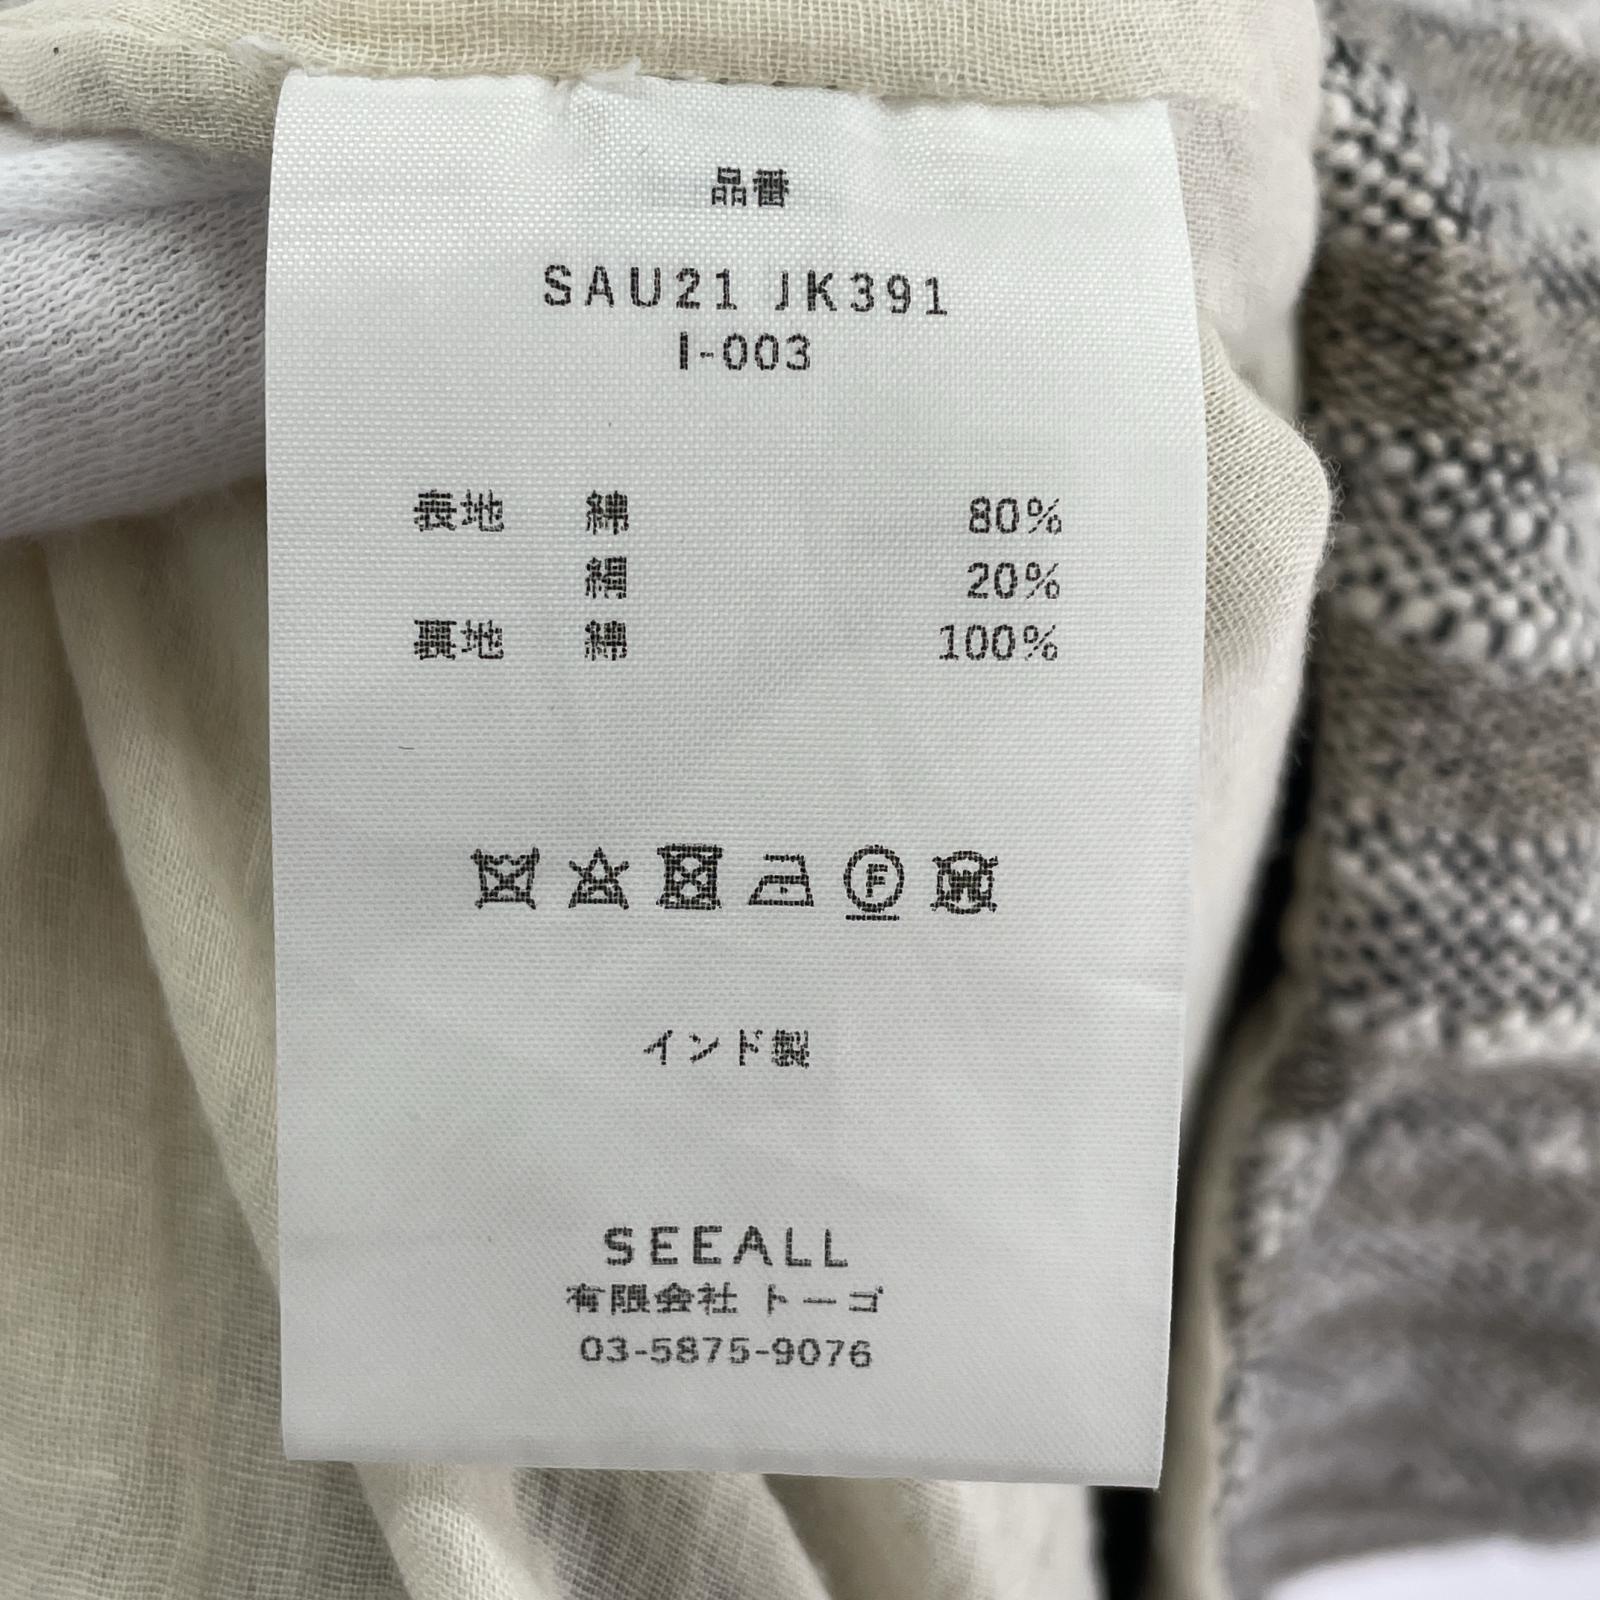 品番
SAU21 JK391
I-003
表地 綿 80%
絹 20%
裏地 綿 100%
F
W
インド製
SEEALL
有限会社 トーゴ
03-5875-9076